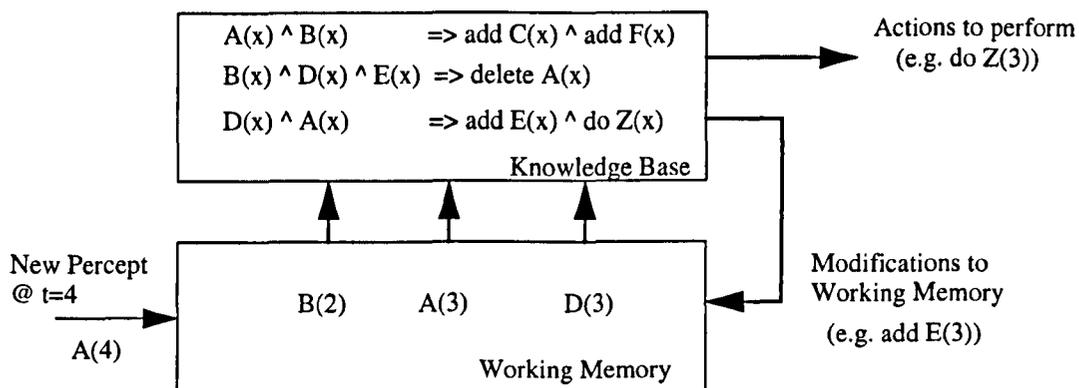 A(x) ^ B(x) => add C(x) ^ add F(x)
B(x) ^ D(x) ^ E(x) => delete A(x)
D(x) ^ A(x) => add E(x) ^ do Z(x)
Knowledge Base
Actions to perform
(e.g. do Z(3))
New Percept
@ t=4
A(4)
B(2) A(3) D(3)
Working Memory
Modifications to
Working Memory
(e.g. add E(3))